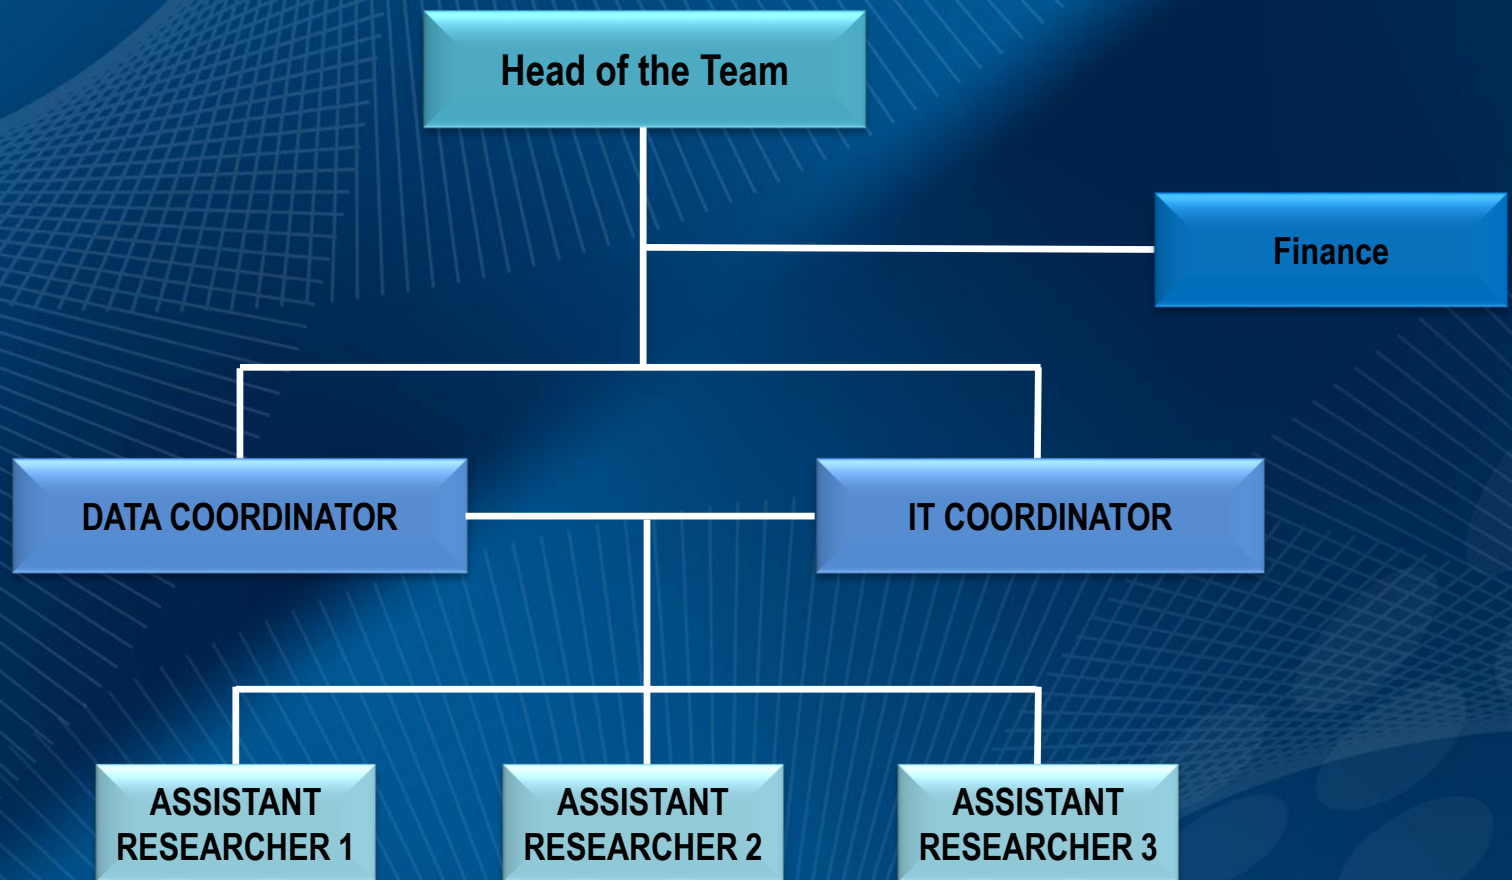 Head of the Team
Finance
DATA COORDINATOR
IT COORDINATOR
ASSISTANT
RESEARCHER 1
ASSISTANT
RESEARCHER 2
ASSISTANT
RESEARCHER 3